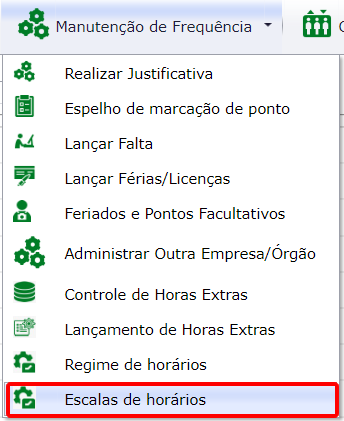 Manutenção de Frequência
Realizar Justificativa
Espelho de marcação de ponto
Lançar Falta
Lançar Férias/Licenças
Feriados e Pontos Facultativos
Administrar Outra Empresa/Órgão
Controle de Horas Extras
Lançamento de Horas Extras
Regime de horários
Escalas de horários